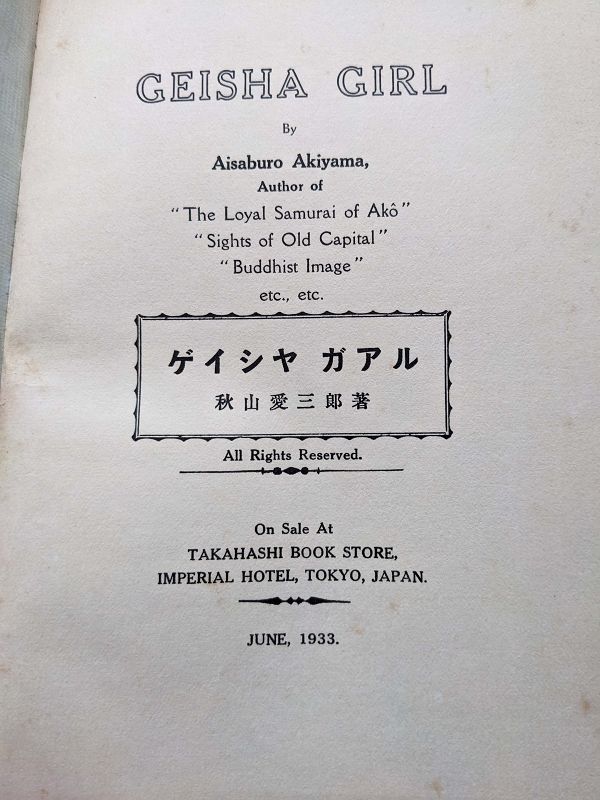 GEISHA GIRL
By
Aisaburo Akiyama,
Author of
"The Loyal Samurai of Akô"
"Sights of Old Capital"
"Buddhist Image"
etc., etc.
ゲイシヤ ガアル
秋山愛三郎著
All Rights Reserved.
On Sale At
TAKAHASHI BOOK STORE,
IMPERIAL HOTEL, TOKYO, JAPAN.
JUNE, 1933.